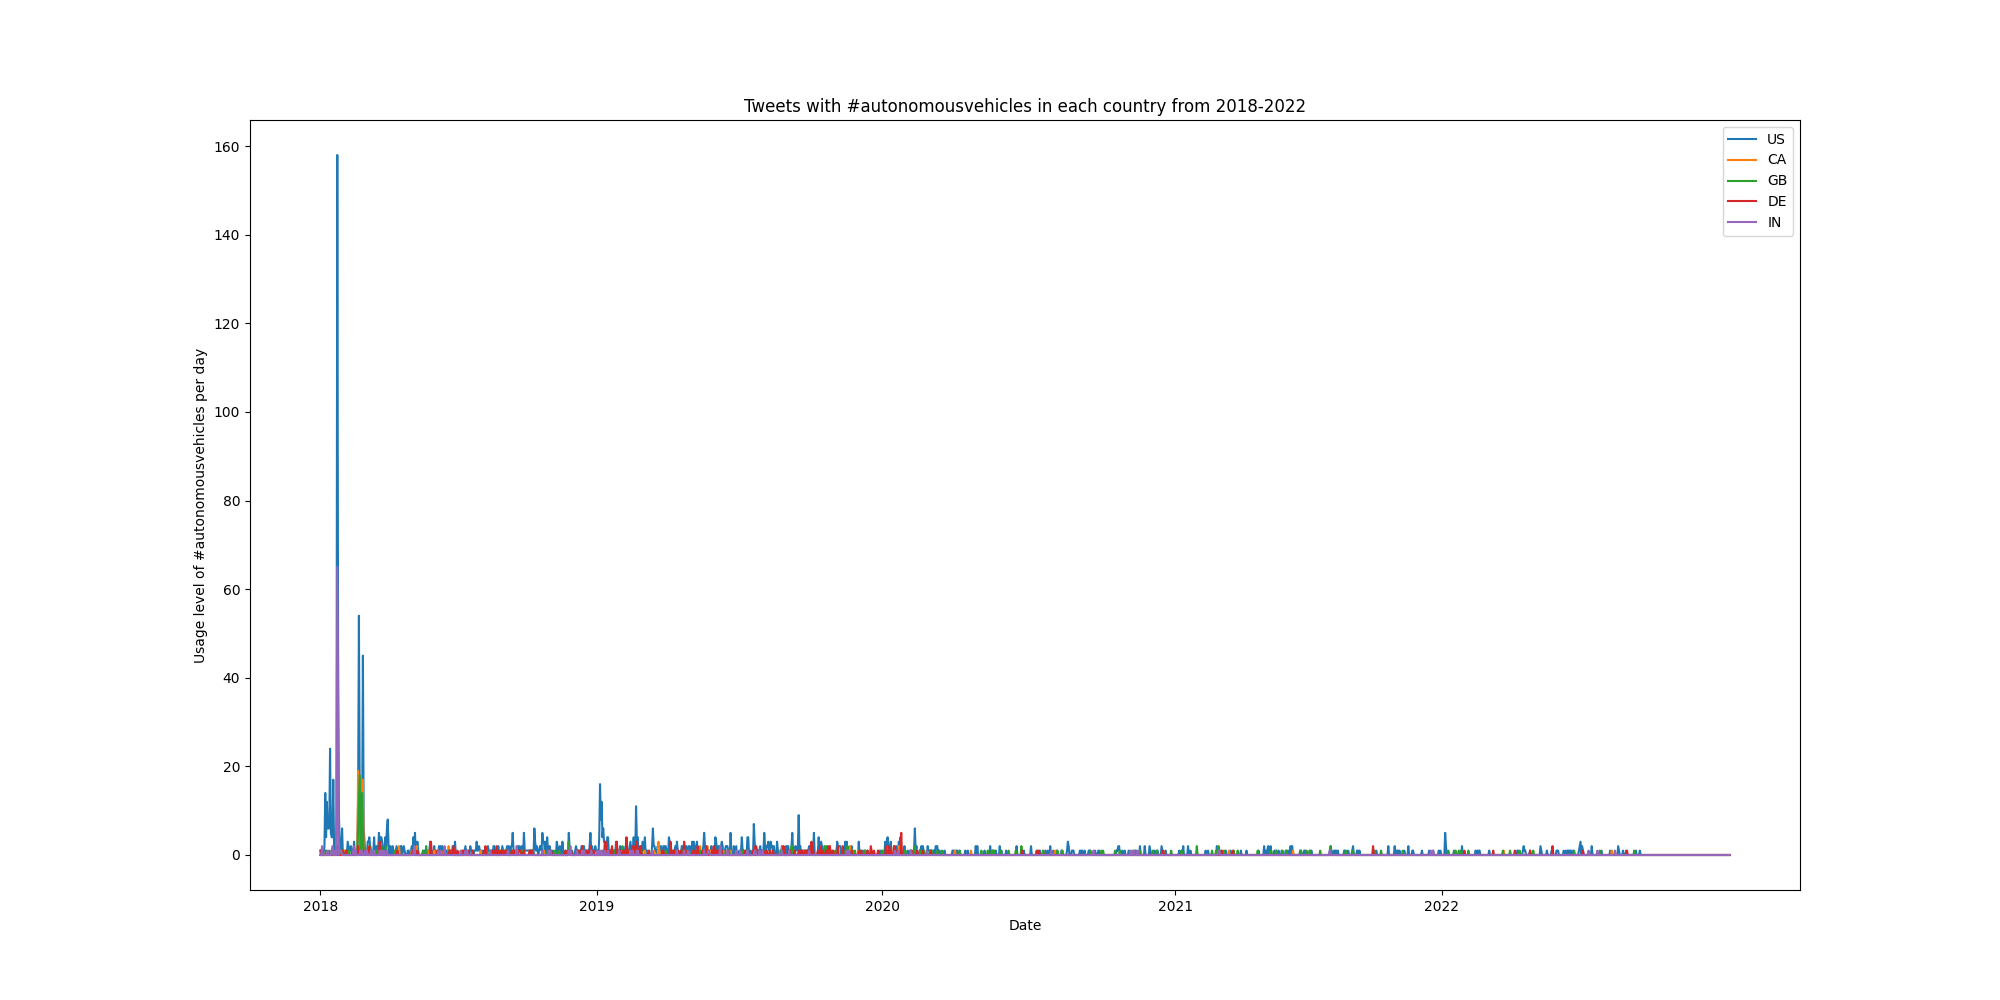 Tweets with #autonomousvehicles in each country from 2018-2022
160
140
120
100
80
60
40
20
0
Usage level of #autonomousvehicles per day
US
CA
GB
DE
IN
2018
2019
2020
2021
2022
Date